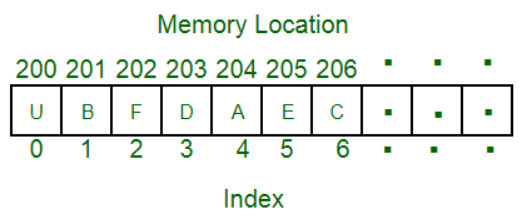 Memory Location
200 201 202 203 204 205 206 . . .
U B F D A E C . . .
0 1 2 3 4 5 6 . . .
Index